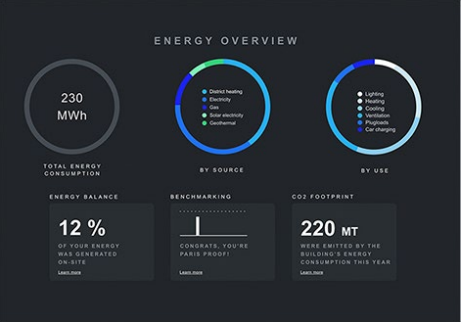 ENERGY OVERVIEW
230
MWh
District heating
Electricity
Gas
Solar electricity
Geothermal
Lighting
Heating
Cooling
Ventilation
Plugloads
Car charging
TOTAL ENERGY
CONSUMPTION
BY SOURCE
BY USE
ENERGY BALANCE
12 %
OF YOUR ENERGY
WAS GENERATED
ON-SITE
Learn more
BENCHMARKING
CONGRATS, YOU'RE
PARIS PROOF!
Learn more
CO2 FOOTPRINT
220 MT
WERE EMITTED BY THE
BUILDING'S ENERGY
CONSUMPTION THIS YEAR
Learn more